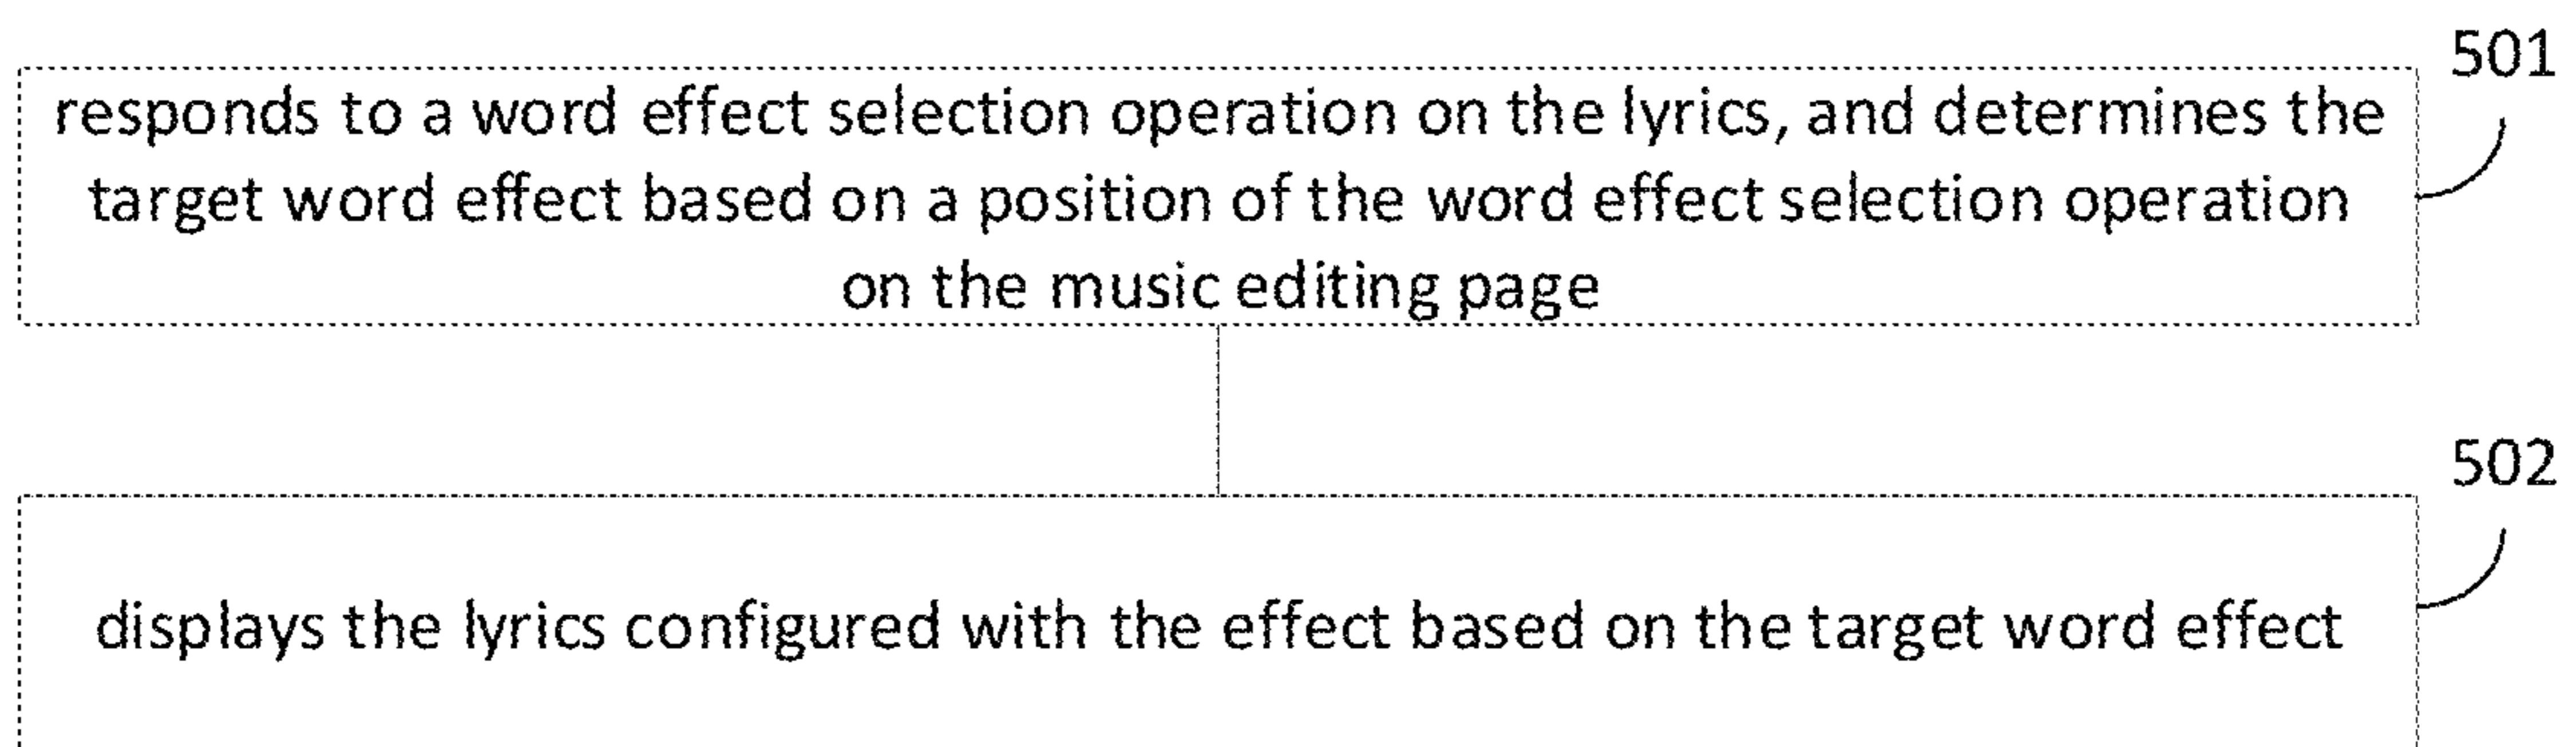 501
responds to a word effect selection operation on the lyrics, and determines the
target word effect based on a position of the word effect selection operation
on the music editing page
502
displays the lyrics configured with the effect based on the target word effect